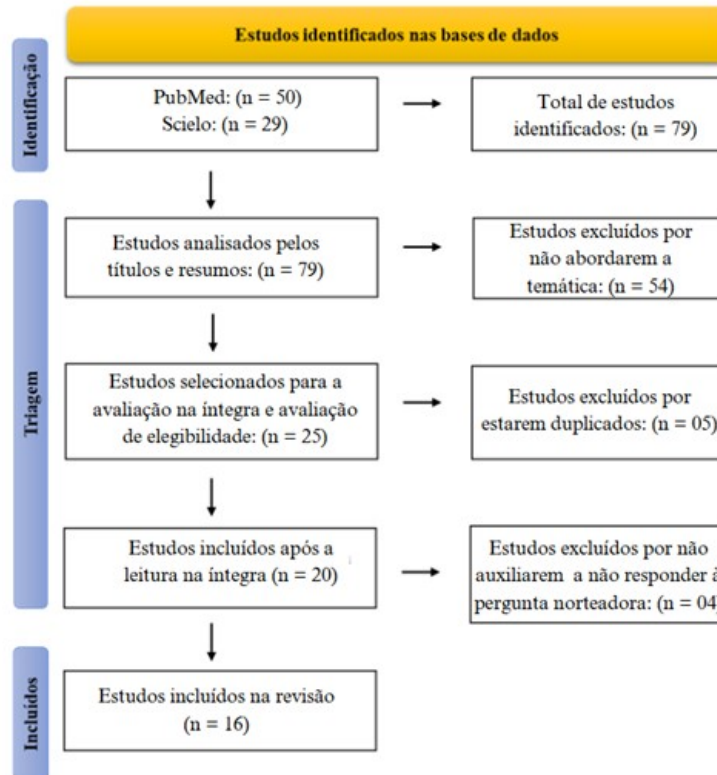 Estudos identificados nas bases de dados
Identificação
PubMed: (n = 50)
Scielo: (n = 29)
Total de estudos
identificados: (n = 79)
Triagem
Estudos analisados pelos
títulos e resumos: (n = 79)
Estudos excluídos por
não abordarem a
temática: (n = 54)
Estudos selecionados para a
avaliação na íntegra e avaliação
de elegibilidade: (n = 25)
Estudos excluídos por
estarem duplicados: (n = 05)
Estudos incluídos após a
leitura na íntegra (n = 20)
Estudos excluídos por não
auxiliarem a não responder à
pergunta norteadora: (n = 04)
Incluídos
Estudos incluídos na revisão
(n = 16)